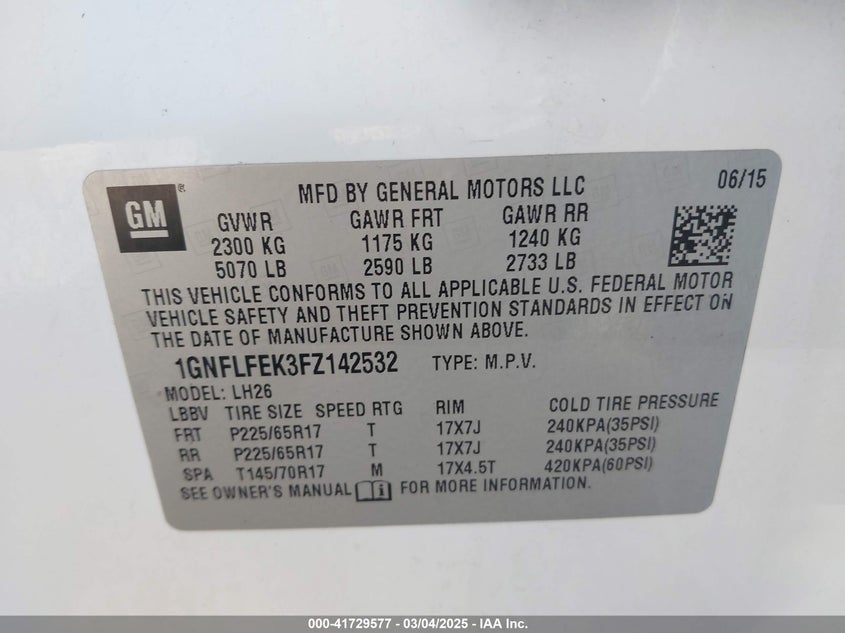 GM ®
MFD BY GENERAL MOTORS LLC 06/15
GVWR GAWR FRT GAWR RR
2300 KG 1175 KG 1240 KG
5070 LB 2590 LB 2733 LB
THIS VEHICLE CONFORMS TO ALL APPLICABLE U.S. FEDERAL MOTOR
VEHICLE SAFETY AND THEFT PREVENTION STANDARDS IN EFFECT ON
THE DATE OF MANUFACTURE SHOWN ABOVE.
1GNFLFEK3FZ142532 TYPE: M.P.V.
MODEL: LH26
LBBV TIRE SIZE SPEED RTG RIM COLD TIRE PRESSURE
FRT P225/65R17 T 17X7J 240KPA(35PSI)
RR P225/65R17 T 17X7J 240KPA(35PSI)
SPA T145/70R17 M 17X4.5T 420KPA(60PSI)
SEE OWNER'S MANUAL FOR MORE INFORMATION.
000-41729577 - 03/04/2025 - IAA Inc.